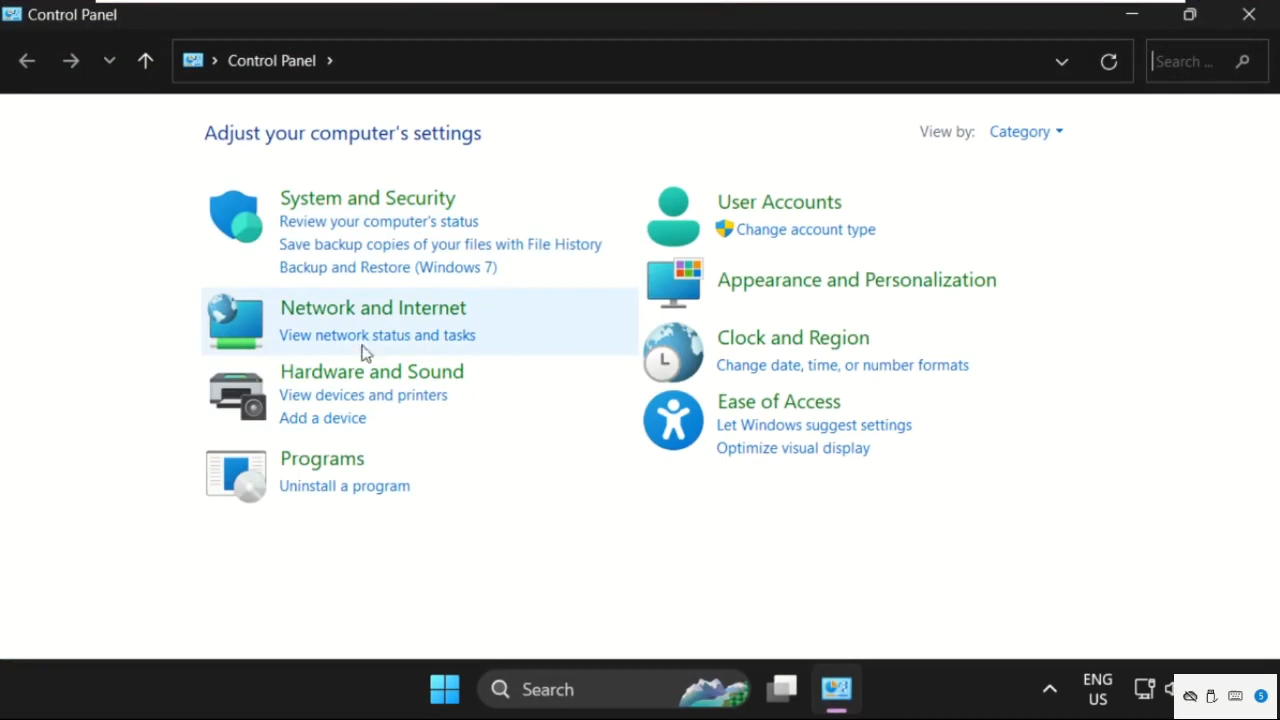 Control Panel
Control Panel
Search ...
Adjust your computer's settings
View by: Category
System and Security
Review your computer's status
Save backup copies of your files with File History
Backup and Restore (Windows 7)
Network and Internet
View network status and tasks
Hardware and Sound
View devices and printers
Add a device
Programs
Uninstall a program
User Accounts
Change account type
Appearance and Personalization
Clock and Region
Change date, time, or number formats
Ease of Access
Let Windows suggest settings
Optimize visual display
Search
ENG
US
5